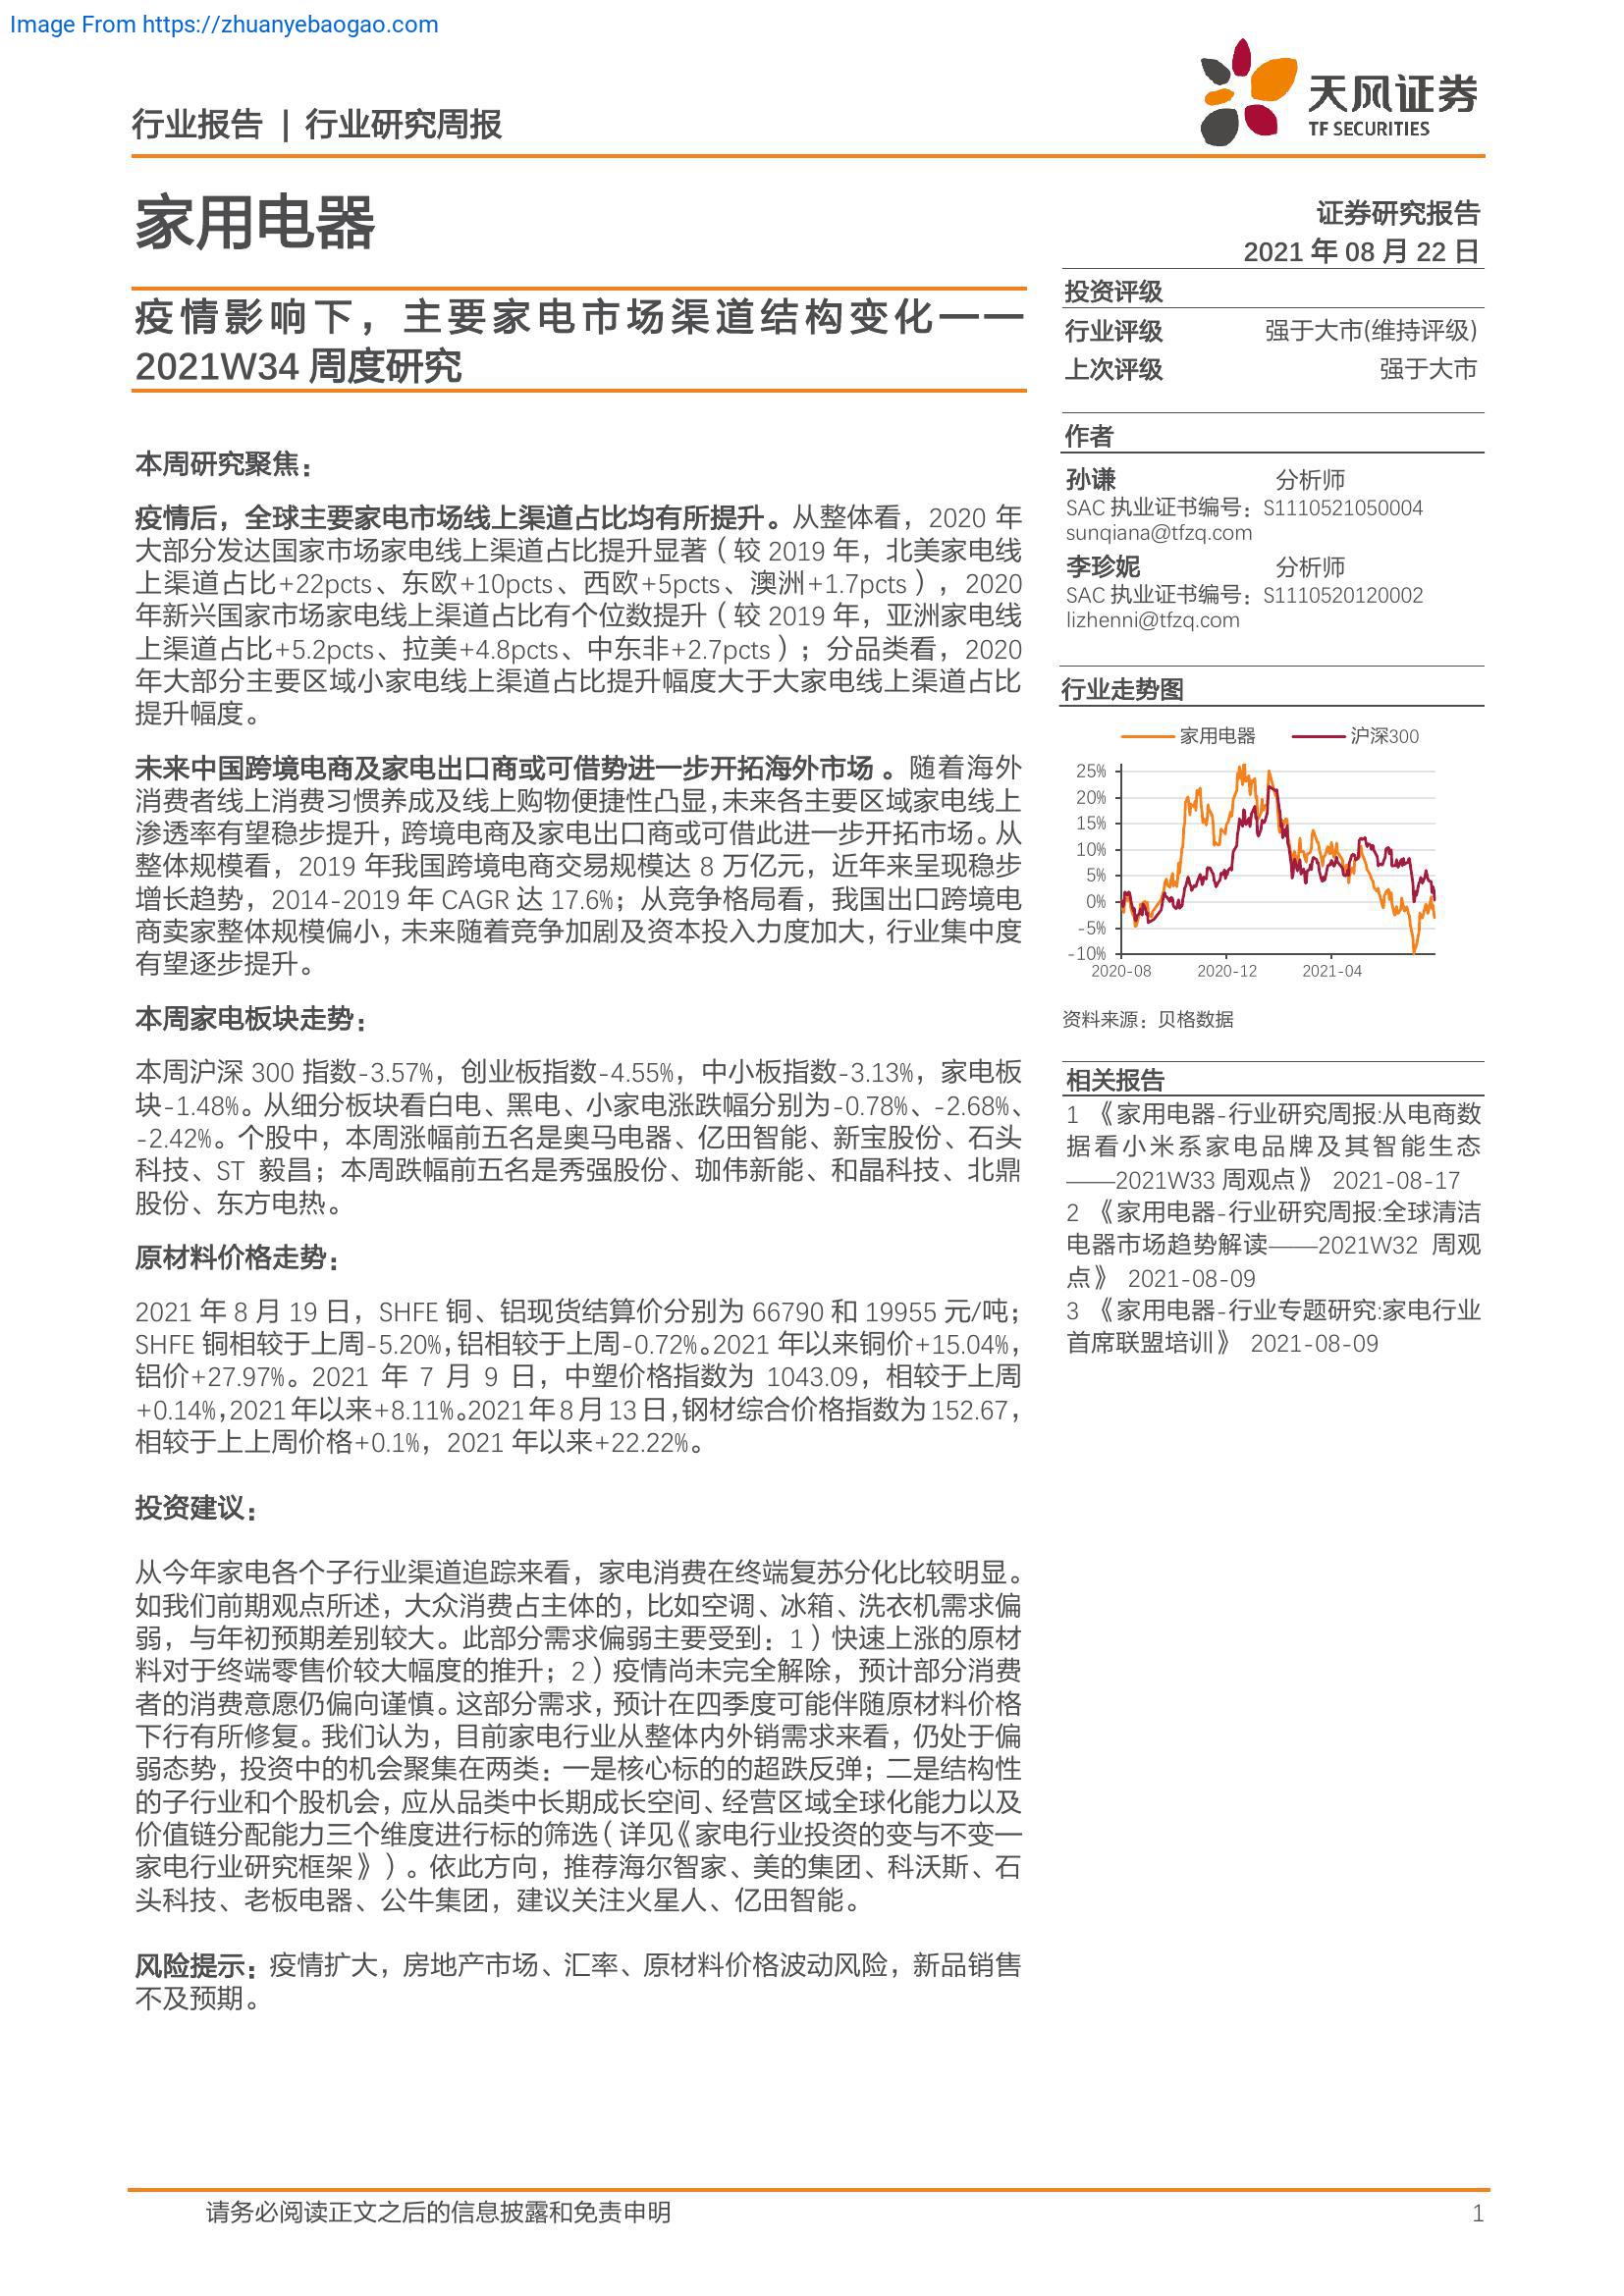 Image From https://zhuanyebaogao.com
行业报告 | 行业研究周报
天风证券
TF SECURITIES
家用电器
证券研究报告
2021 年 08 月 22 日
疫情影响下，主要家电市场渠道结构变化——
2021W34 周度研究
投资评级
行业评级 强于大市(维持评级)
上次评级 强于大市
作者
孙谦 分析师
SAC 执业证书编号：S1110521050004
sunqiana@tfzq.com
李珍妮 分析师
SAC 执业证书编号：S1110520120002
lizhenni@tfzq.com
行业走势图
家用电器 沪深300
25%
20%
15%
10%
5%
0%
-5%
-10%
2020-08 2020-12 2021-04
资料来源：贝格数据
相关报告
1 《家用电器-行业研究周报:从电商数
据看小米系家电品牌及其智能生态
——2021W33 周观点》 2021-08-17
2 《家用电器-行业研究周报:全球清洁
电器市场趋势解读——2021W32 周观
点》 2021-08-09
3 《家用电器-行业专题研究:家电行业
首席联盟培训》 2021-08-09
本周研究聚焦：
疫情后，全球主要家电市场线上渠道占比均有所提升。从整体看，2020 年
大部分发达国家市场家电线上渠道占比提升显著（较 2019 年，北美家电线
上渠道占比+22pcts、东欧+10pcts、西欧+5pcts、澳洲+1.7pcts），2020
年新兴国家市场家电线上渠道占比有个位数提升（较 2019 年，亚洲家电线
上渠道占比+5.2pcts、拉美+4.8pcts、中东非+2.7pcts）；分品类看，2020
年大部分主要区域小家电线上渠道占比提升幅度大于大家电线上渠道占比
提升幅度。
未来中国跨境电商及家电出口商或可借势进一步开拓海外市场 。随着海外
消费者线上消费习惯养成及线上购物便捷性凸显，未来各主要区域家电线上
渗透率有望稳步提升，跨境电商及家电出口商或可借此进一步开拓市场。从
整体规模看，2019 年我国跨境电商交易规模达 8 万亿元，近年来呈现稳步
增长趋势，2014-2019 年 CAGR 达 17.6%；从竞争格局看，我国出口跨境电
商卖家整体规模偏小，未来随着竞争加剧及资本投入力度加大，行业集中度
有望逐步提升。
本周家电板块走势：
本周沪深 300 指数-3.57%，创业板指数-4.55%，中小板指数-3.13%，家电板
块-1.48%。从细分板块看白电、黑电、小家电涨跌幅分别为-0.78%、-2.68%、
-2.42%。个股中，本周涨幅前五名是奥马电器、亿田智能、新宝股份、石头
科技、ST 毅昌；本周跌幅前五名是秀强股份、珈伟新能、和晶科技、北鼎
股份、东方电热。
原材料价格走势：
2021 年 8 月 19 日，SHFE 铜、铝现货结算价分别为 66790 和 19955 元/吨；
SHFE 铜相较于上周-5.20%，铝相较于上周-0.72%。2021 年以来铜价+15.04%，
铝价+27.97%。2021 年 7 月 9 日，中塑价格指数为 1043.09，相较于上周
+0.14%，2021 年以来+8.11%。2021 年 8 月 13 日，钢材综合价格指数为 152.67，
相较于上上周价格+0.1%，2021 年以来+22.22%。
投资建议：
从今年家电各个子行业渠道追踪来看，家电消费在终端复苏分化比较明显。
如我们前期观点所述，大众消费占主体的，比如空调、冰箱、洗衣机需求偏
弱，与年初预期差别较大。此部分需求偏弱主要受到：1）快速上涨的原材
料对于终端零售价较大幅度的推升；2）疫情尚未完全解除，预计部分消费
者的消费意愿仍偏向谨慎。这部分需求，预计在四季度可能伴随原材料价格
下行有所修复。我们认为，目前家电行业从整体内外销需求来看，仍处于偏
弱态势，投资中的机会聚集在两类：一是核心标的的超跌反弹；二是结构性
的子行业和个股机会，应从品类中长期成长空间、经营区域全球化能力以及
价值链分配能力三个维度进行标的筛选（详见《家电行业投资的变与不变—
家电行业研究框架》）。依此方向，推荐海尔智家、美的集团、科沃斯、石
头科技、老板电器、公牛集团，建议关注火星人、亿田智能。
风险提示：疫情扩大，房地产市场、汇率、原材料价格波动风险，新品销售
不及预期。
请务必阅读正文之后的信息披露和免责申明 1